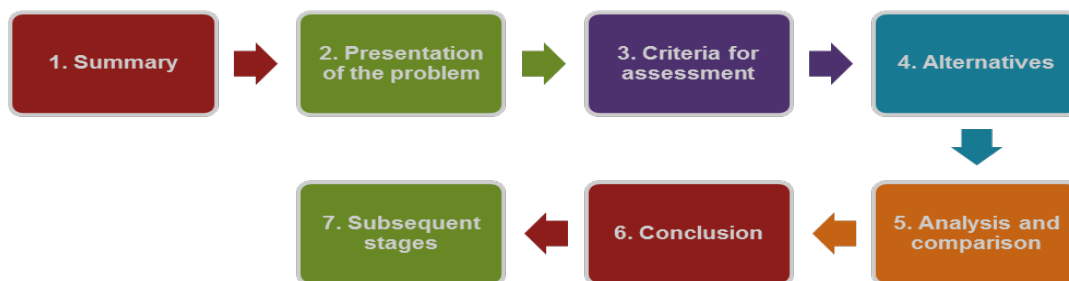 1. Summary
2. Presentation
of the problem
3. Criteria for
assessment
4. Alternatives
5. Analysis and
comparison
6. Conclusion
7. Subsequent
stages